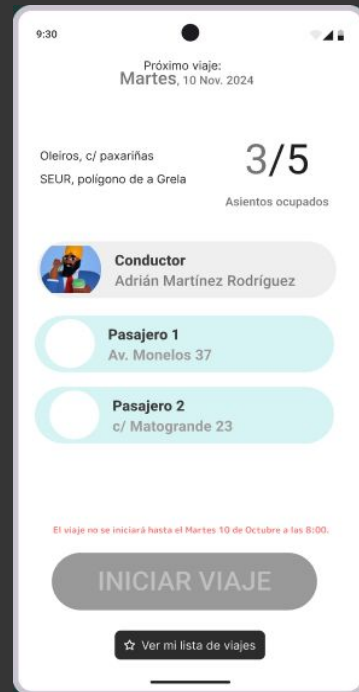 9:30
Próximo viaje:
Martes, 10 Nov. 2024
Oleiros, c/ paxariñas
SEUR, polígono de a Grela
3/5
Asientos ocupados
Conductor
Adrián Martínez Rodríguez
Pasajero 1
Av. Monelos 37
Pasajero 2
c/ Matogrande 23
El viaje no se iniciará hasta el Martes 10 de Octubre a las 8:00.
INICIAR VIAJE
Ver mi lista de viajes